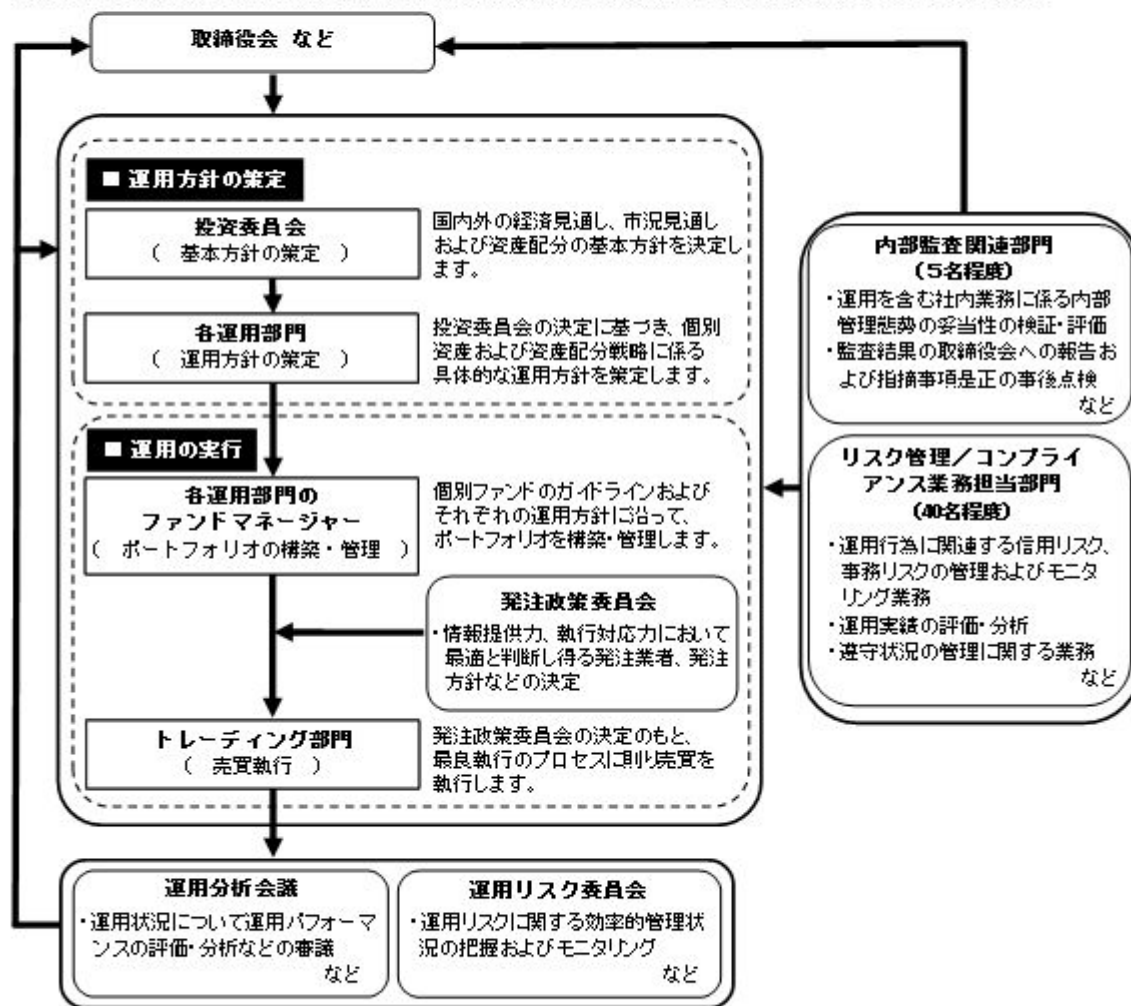 取締役会 など
■ 運用方針の策定
投資委員会
( 基本方針の策定 )
国内外の経済見通し、市況見通し
および資産配分の基本方針を決定し
ます。
各運用部門
( 運用方針の策定 )
投資委員会の決定に基づき、個別
資産および資産配分戦略に係る
具体的な運用方針を策定します。
■ 運用の実行
各運用部門の
ファンドマネージャー
( ポートフォリオの構築・管理 )
個別ファンドのガイドラインおよび
それぞれの運用方針に沿って、
ポートフォリオを構築・管理します。
発注政策委員会
・情報提供力、執行対応力において
最適と判断し得る発注業者、発注
方針などの決定
トレーディング部門
( 売買執行 )
発注政策委員会の決定のもと、
最良執行のプロセスに則り売買を
執行します。
運用分析会議
・運用状況について運用パフォーマ
ンスの評価・分析などの審議
など
運用リスク委員会
・運用リスクに関する効率的管理状
況の把握およびモニタリング
など
内部監査関連部門
(5名程度)
・運用を含む社内業務に係る内部
管理態勢の妥当性の検証・評価
・監査結果の取締役会への報告お
よび指摘事項是正の事後点検
など
リスク管理/コンプライ
アンス業務担当部門
(40名程度)
・運用行為に関連する信用リスク、
事務リスクの管理およびモニタ
リング業務
・運用実績の評価・分析
・遵守状況の管理に関する業務
など